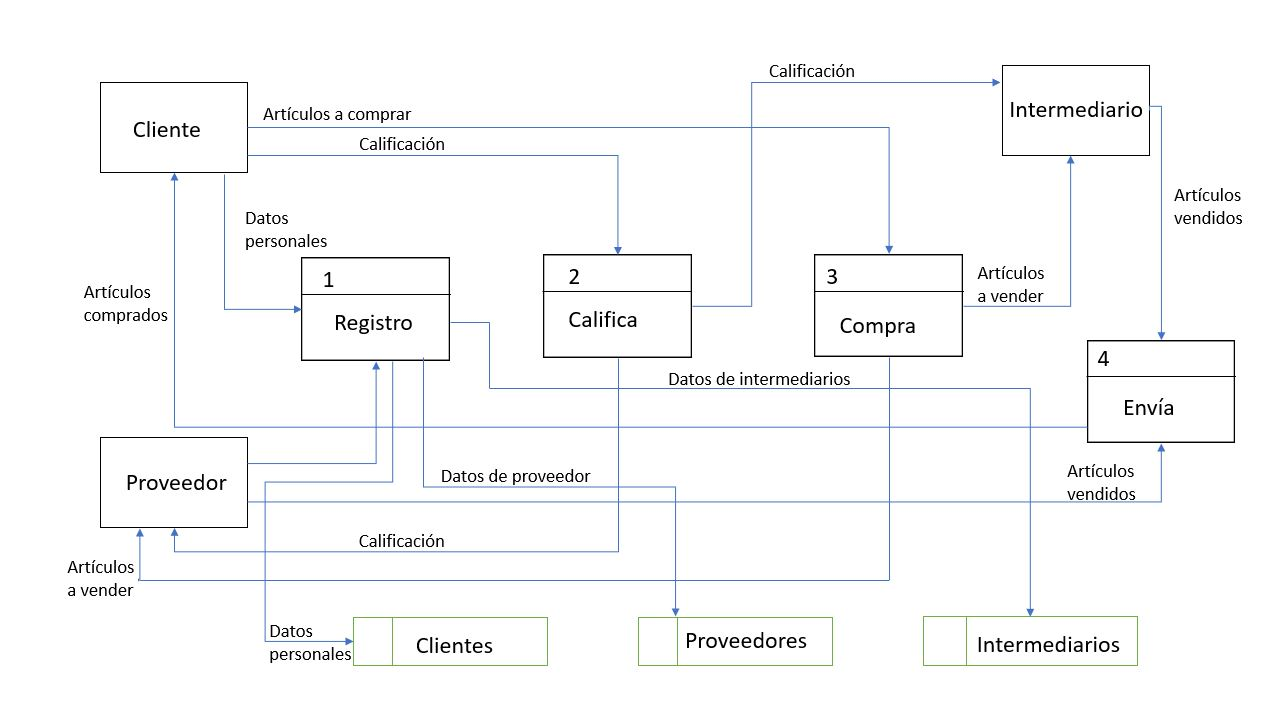 Calificación
Cliente
Artículos a comprar
Intermediario
Calificación
Artículos
vendidos
Datos
personales
1
Registro
2
Califica
3
Compra
Artículos
a vender
Artículos
comprados
Datos de intermediarios
4
Envía
Proveedor
Datos de proveedor
Artículos
vendidos
Calificación
Artículos
a vender
Datos
personales
Clientes
Proveedores
Intermediarios